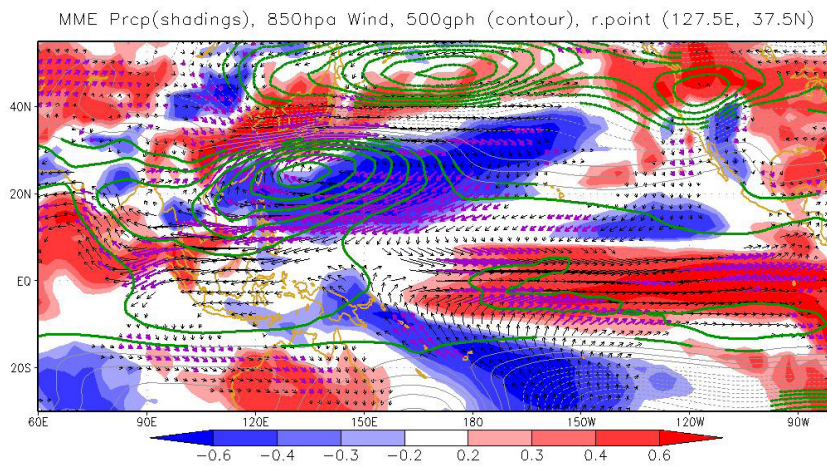 MME Prcp(shadings), 850hpa Wind, 500gph (contour), r.point (127.5E, 37.5N)
40N
20N
EQ
20S
60E 90E 120E 150E 180 150W 120W 90W
-0.6 -0.4 -0.3 -0.2 0.2 0.3 0.4 0.6